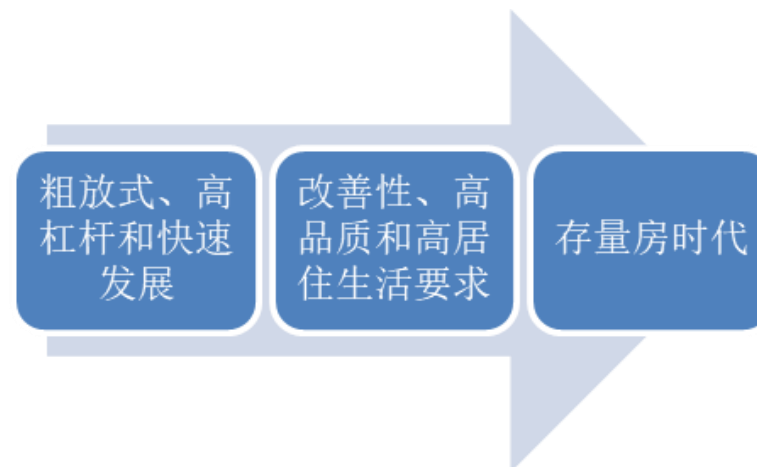 粗放式、高
杠杆和快速
发展
改善性、高
品质和高居
住生活要求
存量房时代